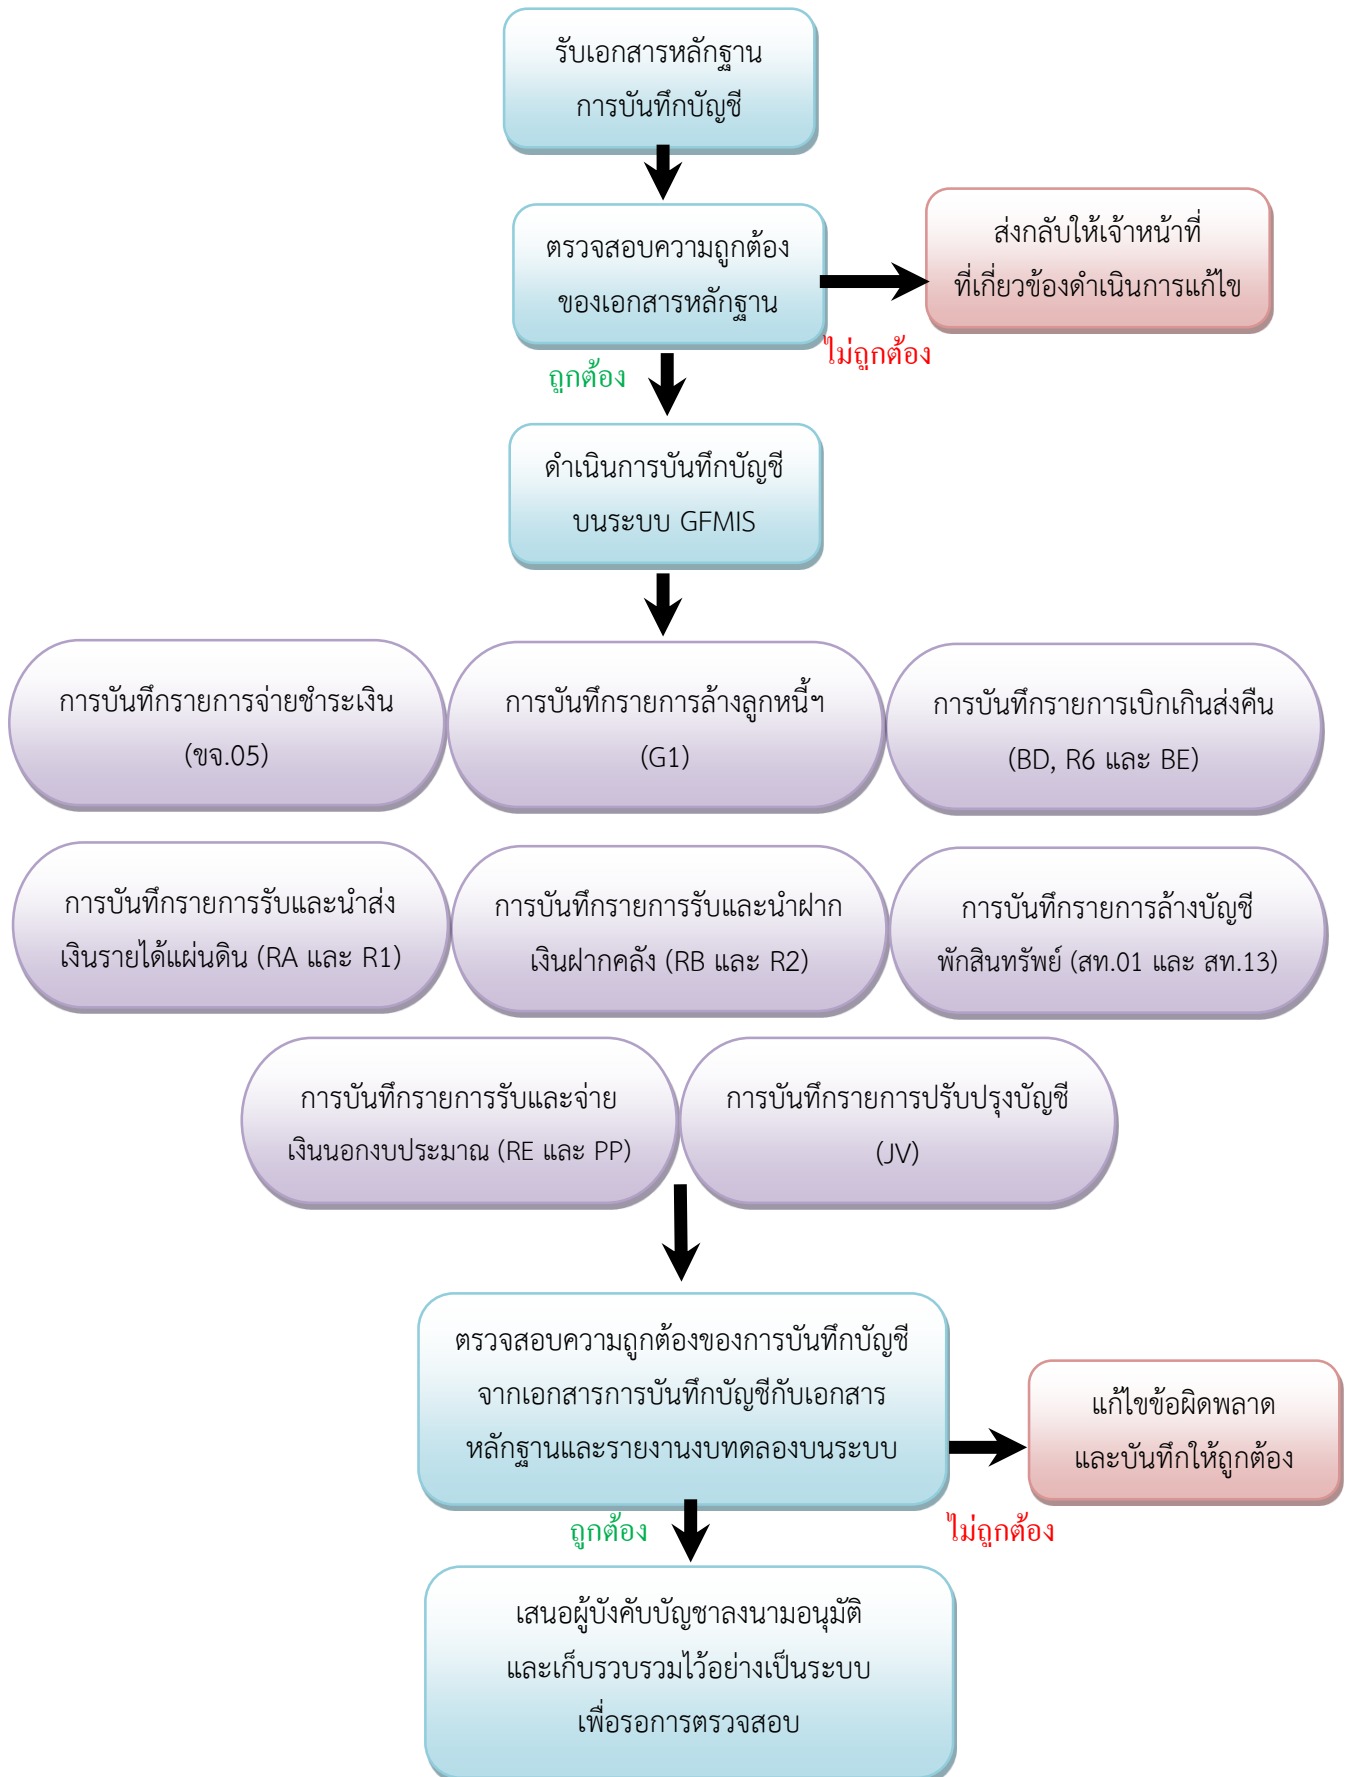 รับเอกสารหลักฐาน
การบันทึกบัญชี
ตรวจสอบความถูกต้อง
ของเอกสารหลักฐาน
ส่งกลับให้เจ้าหน้าที่
ที่เกี่ยวข้องดำเนินการแก้ไข
ไม่ถูกต้อง
ถูกต้อง
ดำเนินการบันทึกบัญชี
บนระบบ GFMIS
การบันทึกรายการจ่ายชำระเงิน
(ขจ.05)
การบันทึกรายการล้างลูกหนี้ฯ
(G1)
การบันทึกรายการเบิกเกินส่งคืน
(BD, R6 และ BE)
การบันทึกรายการรับและนำส่ง
เงินรายได้แผ่นดิน (RA และ R1)
การบันทึกรายการรับและนำฝาก
เงินฝากคลัง (RB และ R2)
การบันทึกรายการล้างบัญชี
พักสินทรัพย์ (สท.01 และ สท.13)
การบันทึกรายการรับและจ่าย
เงินนอกงบประมาณ (RE และ PP)
การบันทึกรายการปรับปรุงบัญชี
(JV)
ตรวจสอบความถูกต้องของการบันทึกบัญชี
จากเอกสารการบันทึกบัญชีกับเอกสาร
หลักฐานและรายงานงบทดลองบนระบบ
แก้ไขข้อผิดพลาด
และบันทึกให้ถูกต้อง
ถูกต้อง
ไม่ถูกต้อง
เสนอผู้บังคับบัญชาลงนามอนุมัติ
และเก็บรวบรวมไว้อย่างเป็นระบบ
เพื่อรอการตรวจสอบ